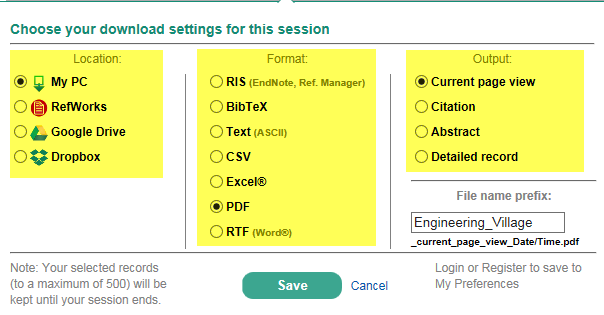 Choose your download settings for this session
Location:
My PC
RefWorks
Google Drive
Dropbox
Format:
RIS (EndNote, Ref. Manager)
BibTeX
Text (ASCII)
CSV
Excel®
PDF
RTF (Word®)
Output:
Current page view
Citation
Abstract
Detailed record
File name prefix:
Engineering_Village
_current_page_view_Date/Time.pdf
Note: Your selected records
(to a maximum of 500) will be
kept until your session ends.
Save
Cancel
Login or Register to save to
My Preferences